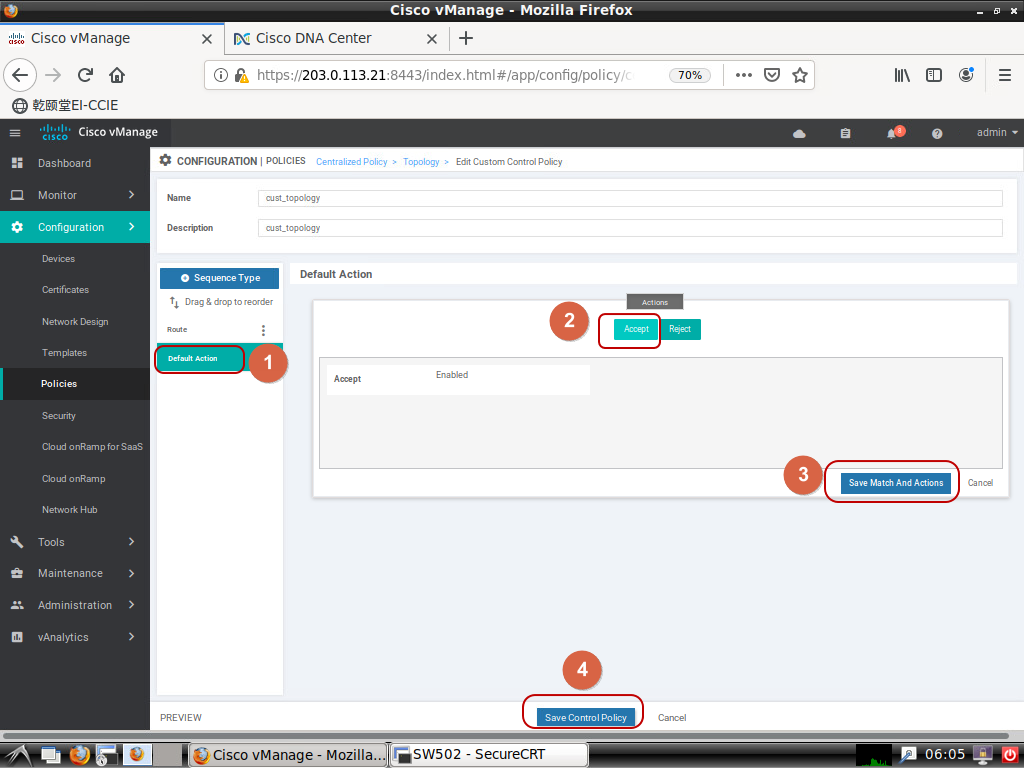 Cisco vManage - Mozilla Firefox
Cisco vManage
Cisco DNA Center
https://203.0.113.21:8443/index.html#/app/config/policy/c
70%
乾颐堂EI-CCIE
cisco Cisco vManage
8
admin
Dashboard
Monitor
Configuration
Devices
Certificates
Network Design
Templates
Policies
Security
Cloud onRamp for SaaS
Cloud onRamp
Network Hub
Tools
Maintenance
Administration
vAnalytics
CONFIGURATION | POLICIES Centralized Policy > Topology > Edit Custom Control Policy
Name cust_topology
Description cust_topology
Sequence Type
Drag & drop to reorder
Route
Default Action
1
Default Action
Actions
2
Accept Reject
Accept Enabled
3
Save Match And Actions Cancel
4
PREVIEW Save Control Policy Cancel
Cisco vManage - Mozilla...
SW502 - SecureCRT
06:05